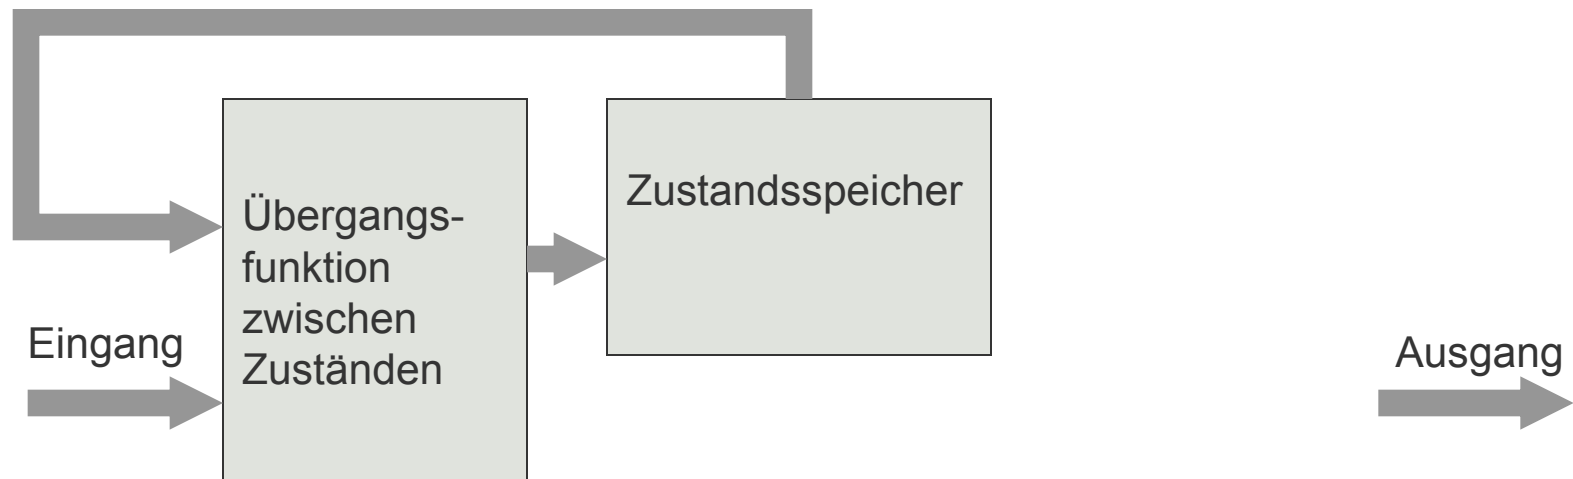 Übergangs-
funktion
zwischen
Zuständen
Zustandsspeicher
Eingang
Ausgang